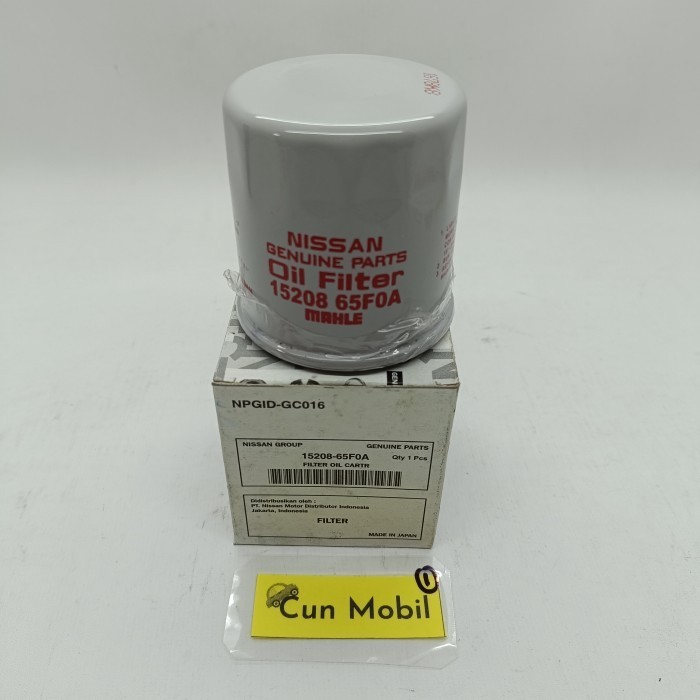 NISSAN
GENUINE PARTS
Oil Filter
15208 65F0A
MAHLE
GEN
NPGID-GC016
NISSAN GROUP GENUINE PARTS
15208-65F0A Qty 1 Pcs
FILTER OIL CARTR
Didistribusikan oleh :
PT. Nissan Motor Distributor Indonesia
Jakarta, Indonesia
FILTER
MADE IN JAPAN
Cun Mobil